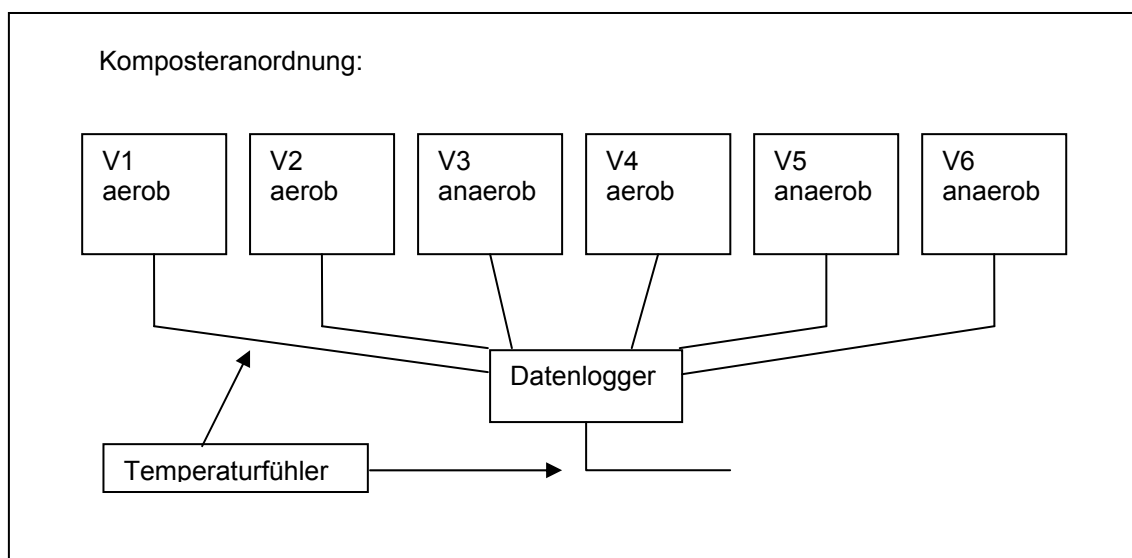 Komposteranordnung:
V1
aerob
V2
aerob
V3
anaerob
V4
aerob
V5
anaerob
V6
anaerob
Datenlogger
Temperaturfühler